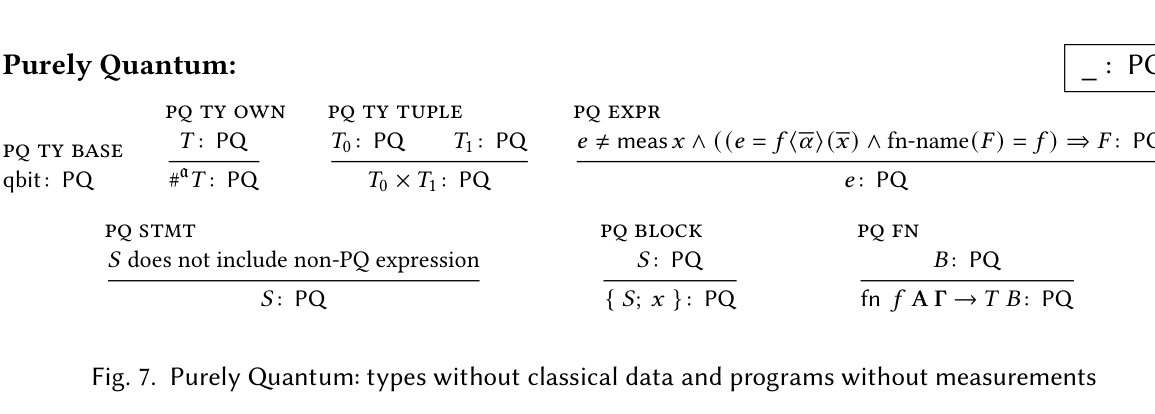 Purely Quantum:
_ : PQ
PQ TY BASE
qbit : PQ
PQ TY OWN
T : PQ
#ᵃT : PQ
PQ TY TUPLE
T₀ : PQ T₁ : PQ
T₀ × T₁ : PQ
PQ EXPR
e ≠ meas x ∧ ((e = f⟨α̅⟩(x̅) ∧ fn-name(F) = f) ⇒ F : PQ
e : PQ
PQ STMT
S does not include non-PQ expression
S : PQ
PQ BLOCK
S : PQ
{ S; x } : PQ
PQ FN
B : PQ
fn f A Γ → T B : PQ
Fig. 7. Purely Quantum: types without classical data and programs without measurements